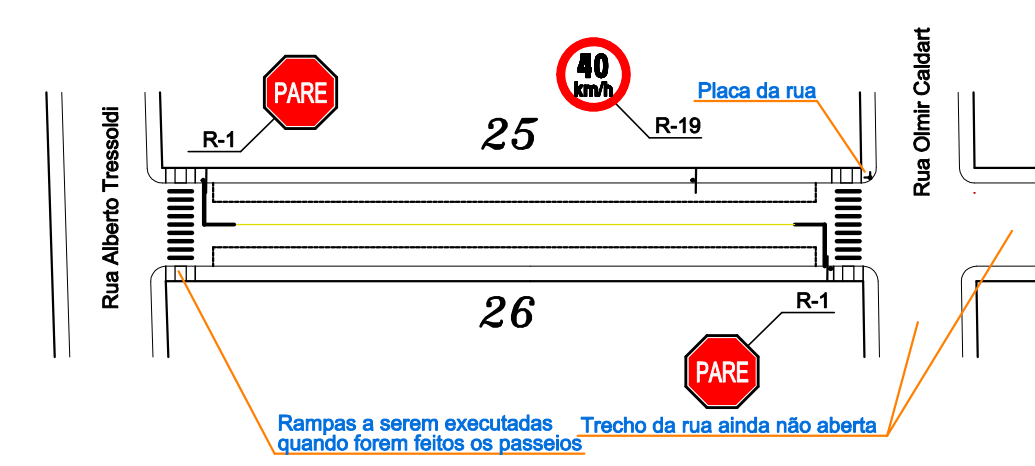 Rua Alberto Tressoldi
PARE
R-1
25
40
km/h
R-19
Placa da rua
Rua Olmir Caldart
26
R-1
PARE
Rampas a serem executadas
quando forem feitos os passeios
Trecho da rua ainda não aberta